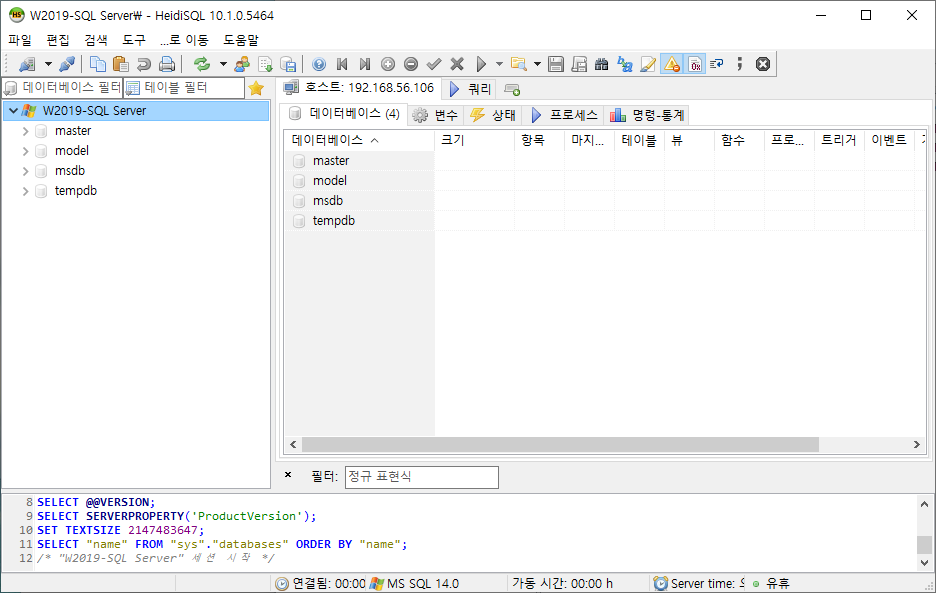 W2019-SQL Server₩ - HeidiSQL 10.1.0.5464
파일 편집 검색 도구 ...로 이동 도움말
데이터베이스 필터 테이블 필터
W2019-SQL Server
master
model
msdb
tempdb
호스트: 192.168.56.106 쿼리
데이터베이스 (4) 변수 상태 프로세스 명령-통계
데이터베이스 크기 항목 마지... 테이블 뷰 함수 프로... 트리거 이벤트
master
model
msdb
tempdb
× 필터: 정규 표현식
8 SELECT @@VERSION;
9 SELECT SERVERPROPERTY('ProductVersion');
10 SET TEXTSIZE 2147483647;
11 SELECT "name" FROM "sys"."databases" ORDER BY "name";
12 /* "W2019-SQL Server" 세션 시작 */
연결됨: 00:00 MS SQL 14.0 가동 시간: 00:00 h Server time: 유휴